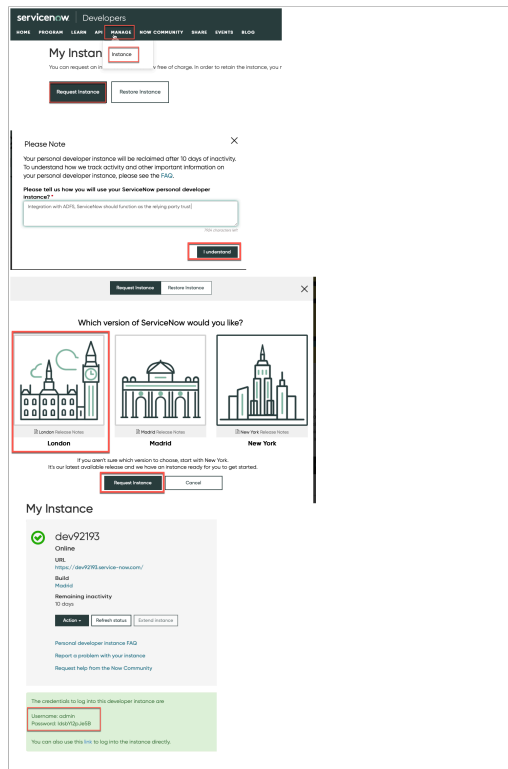 servicenow Developers
HOME PROGRAM LEARN API MANAGE NOW COMMUNITY SHARE EVENTS BLOG
Instance
My Instan
You can request an in v free of charge. In order to retain the instance, you r
Request Instance Restore Instance
Please Note
Your personal developer instance will be reclaimed after 10 days of inactivity.
To understand how we track activity and other important information on
your personal developer instance, please see the FAQ.
Please tell us how you will use your ServiceNow personal developer
instance? *
Integration with ADFS, ServiceNow should function as the relying party trust
characters left
I understand
Request Instance Restore Instance
Which version of ServiceNow would you like?
London Release Notes Madrid Release Notes New York Release Notes
London Madrid New York
If you aren't sure which version to choose, start with New York.
It's our latest available release and we have an instance ready for you to get started.
Request Instance Cancel
My Instance
dev92193
Online
URL
https://dev92193.service-now.com/
Build
Madrid
Remaining inactivity
10 days
Action Refresh status Extend Instance
Personal developer instance FAQ
Report a problem with your instance
Request help from the Now Community
The credentials to log into this developer instance are
Username: admin
Password:
You can also use this link to log into the instance directly.